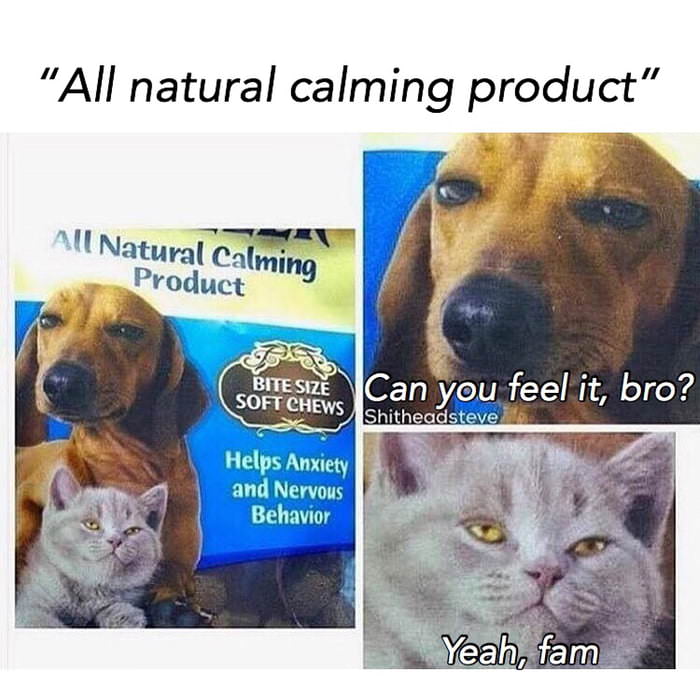 "All natural calming product"
All Natural Calming
Product
BITE SIZE
SOFT CHEWS
Helps Anxiety
and Nervous
Behavior
Can you feel it, bro?
Shitheadsteve
Yeah, fam